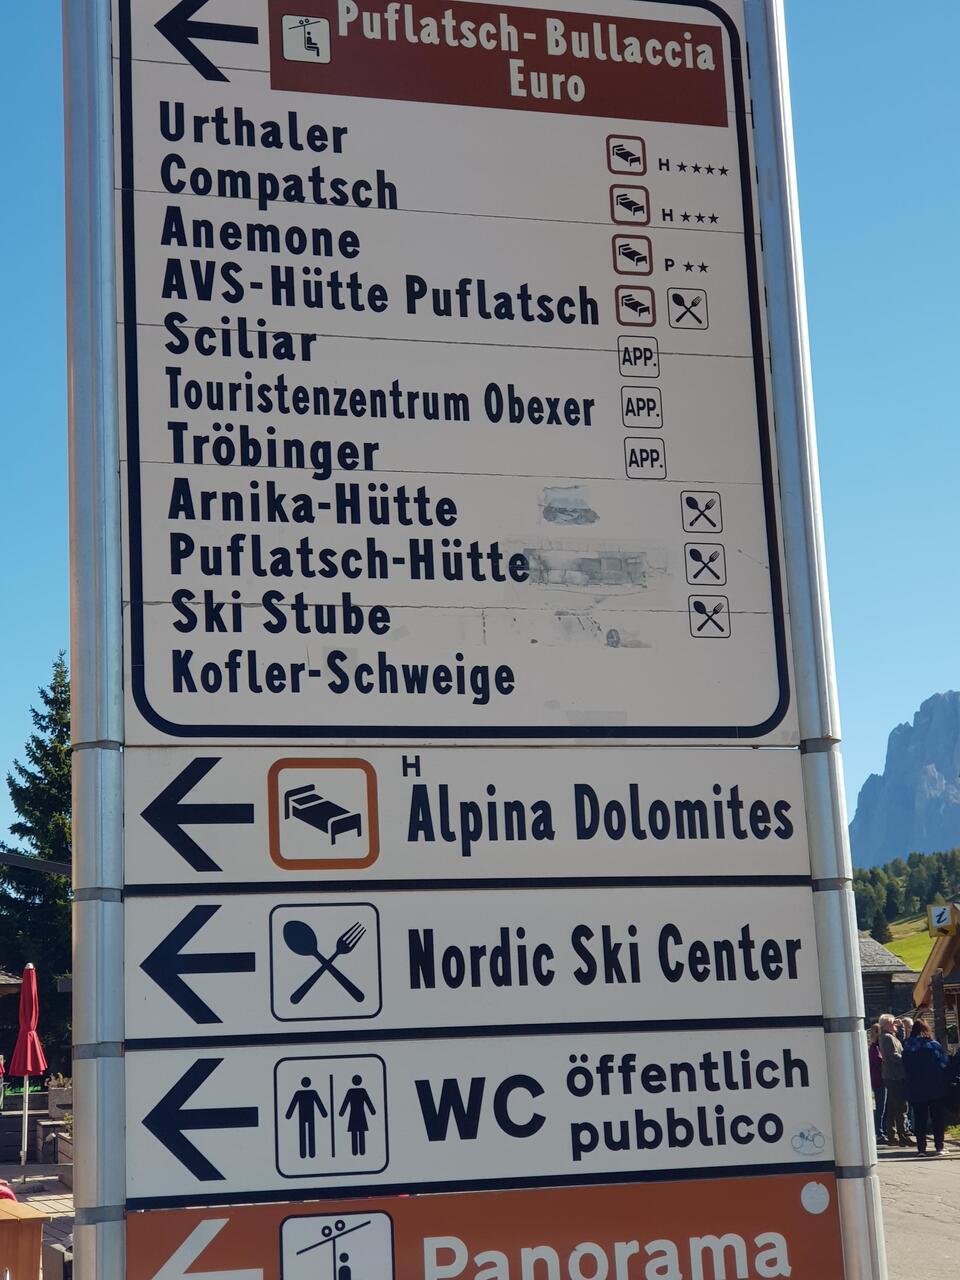 Puflatsch-Bullaccia
Euro
Urthaler H ★★★★
Compatsch H ★★★
Anemone P ★★
AVS-Hütte Puflatsch
Sciliar APP.
Touristenzentrum Obexer APP.
Tröbinger APP.
Arnika-Hütte
Puflatsch-Hütte
Ski Stube
Kofler-Schweige
H
Alpina Dolomites
Nordic Ski Center
WC öffentlich
pubblico
Panorama
i